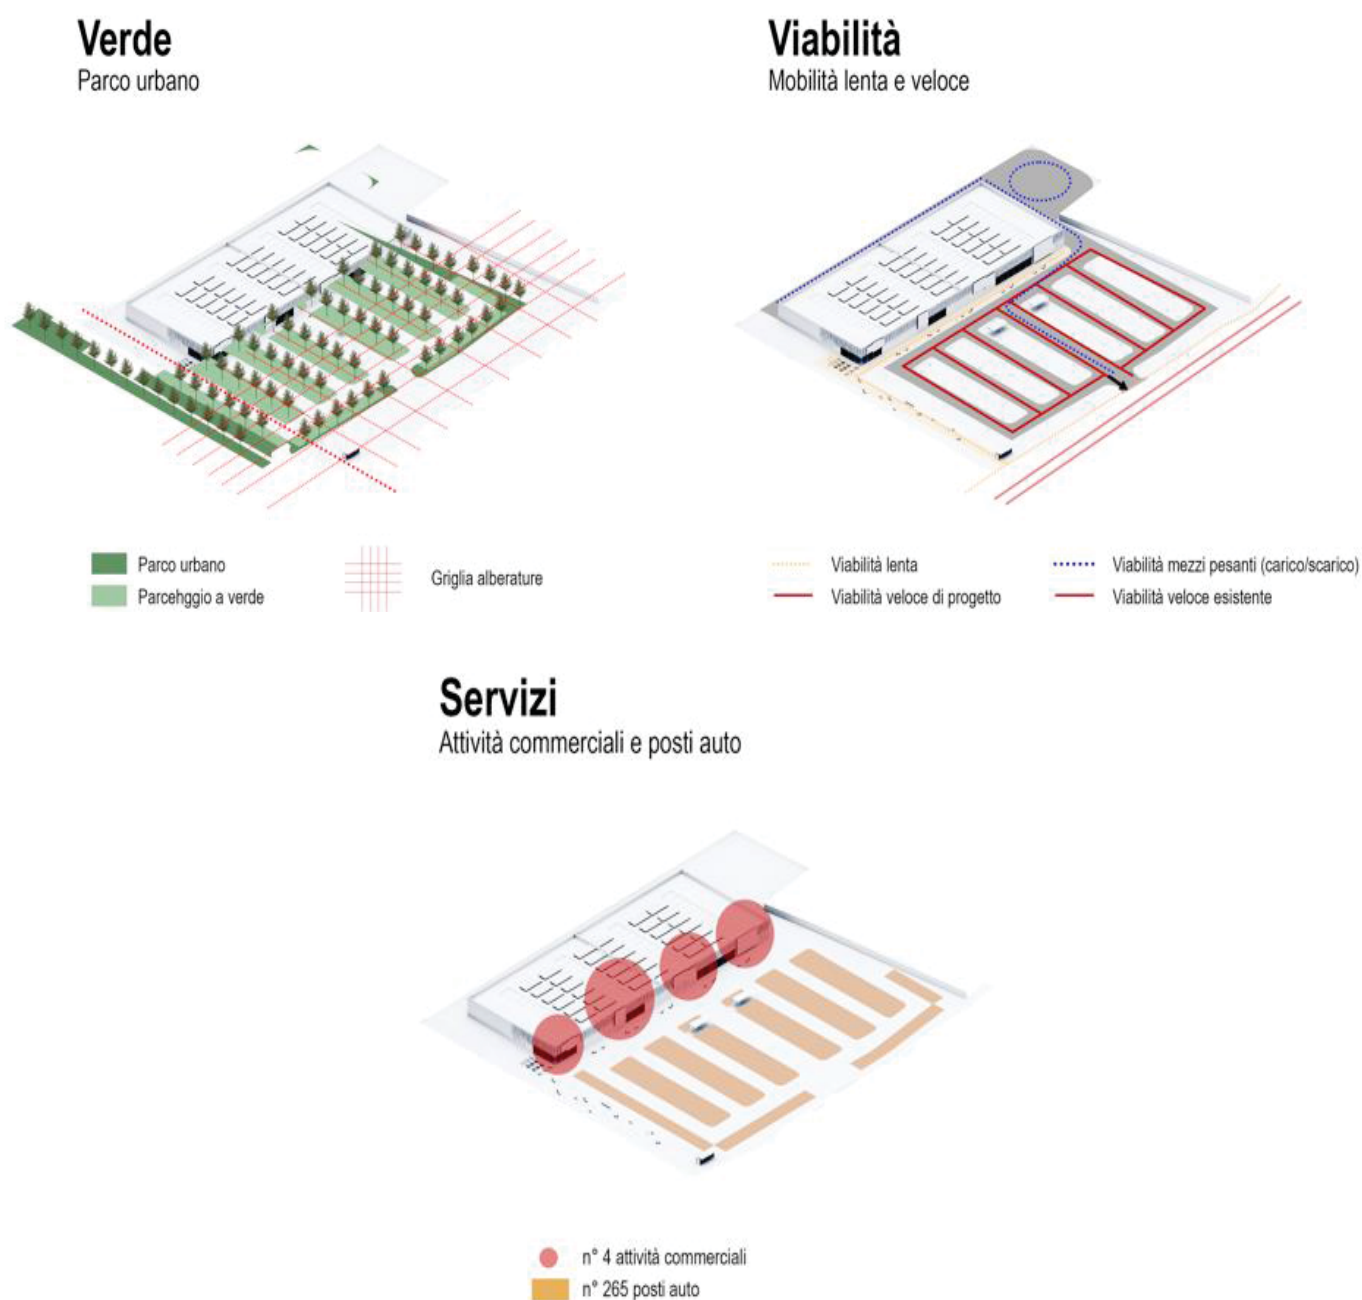 Verde
Parco urbano
Viabilità
Mobilità lenta e veloce
Parco urbano
Parcehggio a verde
Griglia alberature
Viabilità lenta
Viabilità veloce di progetto
Viabilità mezzi pesanti (carico/scarico)
Viabilità veloce esistente
Servizi
Attività commerciali e posti auto
n° 4 attività commerciali
n° 265 posti auto